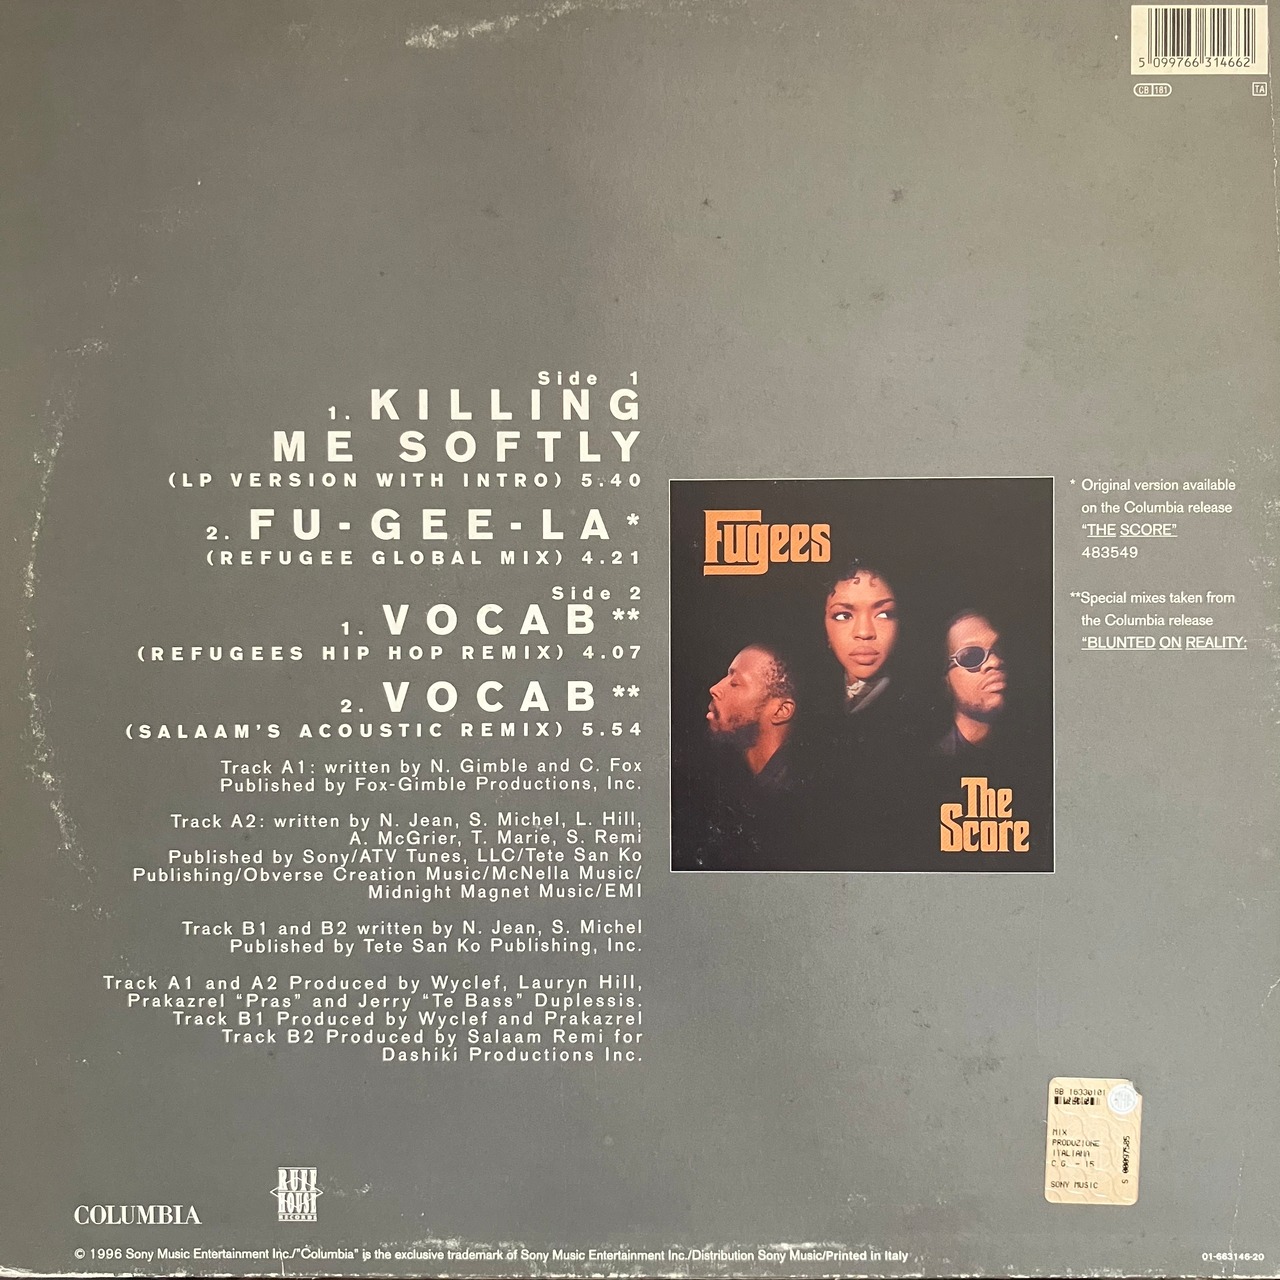 5 099766 314662
CB 181
TA
Side 1
1. KILLING
ME SOFTLY
(LP VERSION WITH INTRO) 5.40
2. FU-GEE-LA*
(REFUGEE GLOBAL MIX) 4.21
Side 2
1. VOCAB**
(REFUGEES HIP HOP REMIX) 4.07
2. VOCAB**
(SALAAM'S ACOUSTIC REMIX) 5.54
Track A1: written by N. Gimble and C. Fox
Published by Fox-Gimble Productions, Inc.
Track A2: written by N. Jean, S. Michel, L. Hill,
A. McGrier, T. Marie, S. Remi
Published by Sony/ATV Tunes, LLC/Tete San Ko
Publishing/Obverse Creation Music/McNella Music/
Midnight Magnet Music/EMI
Track B1 and B2 written by N. Jean, S. Michel
Published by Tete San Ko Publishing, Inc.
Track A1 and A2 Produced by Wyclef, Lauryn Hill,
Prakazrel "Pras" and Jerry "Te Bass" Duplessis.
Track B1 Produced by Wyclef and Prakazrel
Track B2 Produced by Salaam Remi for
Dashiki Productions Inc.
Fugees
The
Score
* Original version available
on the Columbia release
"THE SCORE"
483549
**Special mixes taken from
the Columbia release
"BLUNTED ON REALITY:
BB 16330101
MIX
PRODUZIONE
ITALIANA
C.G. - 15
SONY MUSIC
COLUMBIA
RUFF
HOUSE
RECORDS
© 1996 Sony Music Entertainment Inc./"Columbia" is the exclusive trademark of Sony Music Entertainment Inc./Distribution Sony Music/Printed in Italy
01-663146-20